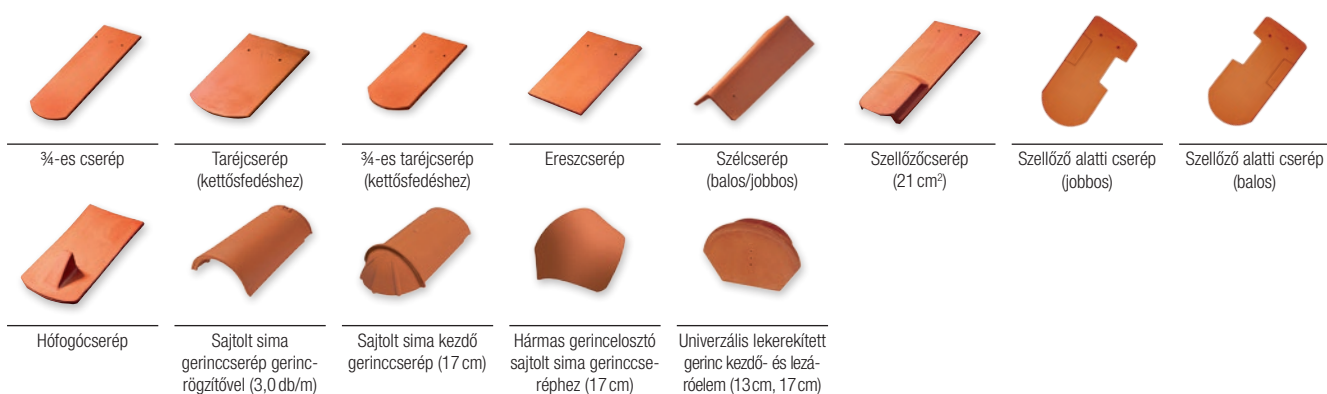 ¾-es cserép
Taréjcserép
(kettősfedéshez)
¾-es taréjcserép
(kettősfedéshez)
Ereszcserép
Szélcserép
(balos/jobbos)
Szellőzőcserép
(21 cm²)
Szellőző alatti cserép
(jobbos)
Szellőző alatti cserép
(balos)
Hófogócserép
Sajtolt sima
gerinccserép gerinc-
rögzítővel (3,0 db/m)
Sajtolt sima kezdő
gerinccserép (17 cm)
Hármas gerincelosztó
sajtolt sima gerinccse-
réphez (17 cm)
Univerzális lekerekített
gerinc kezdő- és lezá-
róelem (13 cm, 17 cm)